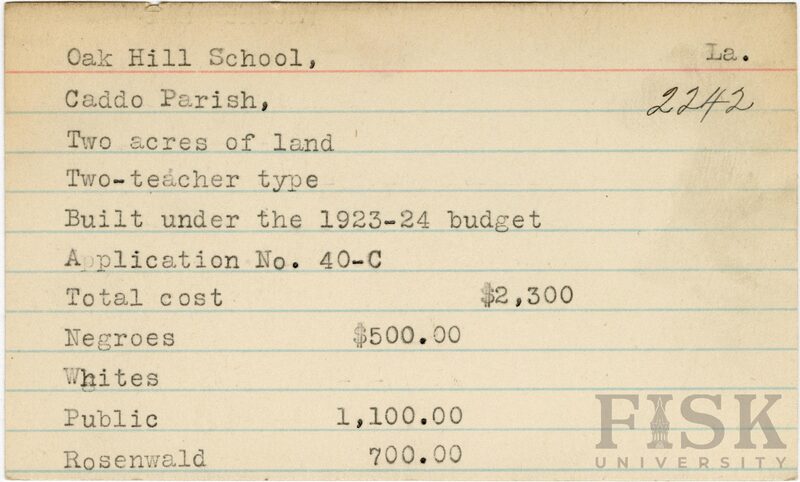 Oak Hill School, La.
Caddo Parish, 2242
Two acres of land
Two-teacher type
Built under the 1923-24 budget
Application No. 40-C
Total cost $2,300
Negroes $500.00
Whites
Public 1,100.00
Rosenwald 700.00
FISK
UNIVERSITY